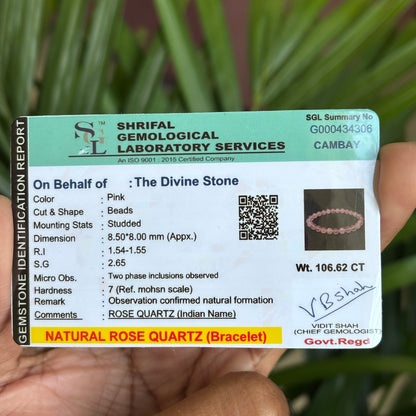 GEMSTONE IDENTIFICATION REPORT
SGL
TM
SHRIFAL
GEMOLOGICAL
LABORATORY SERVICES
An ISO 9001 : 2015 Certified Company
SGL Summary No
G000434306
CAMBAY
On Behalf of : The Divine Stone
Color : Pink
Cut & Shape : Beads
Mounting Stats : Studded
Dimension : 8.50*8.00 mm (Appx.)
R.I : 1.54-1.55
S.G : 2.65
Micro Obs. : Two phase inclusions observed
Hardness : 7 (Ref. mohsn scale)
Remark : Observation confirmed natural formation
Comments : ROSE QUARTZ (Indian Name)
NATURAL ROSE QUARTZ (Bracelet)
Wt. 106.62 CT
VBshah
VIDIT SHAH
(CHIEF GEMOLOGIST)
Govt.Regd